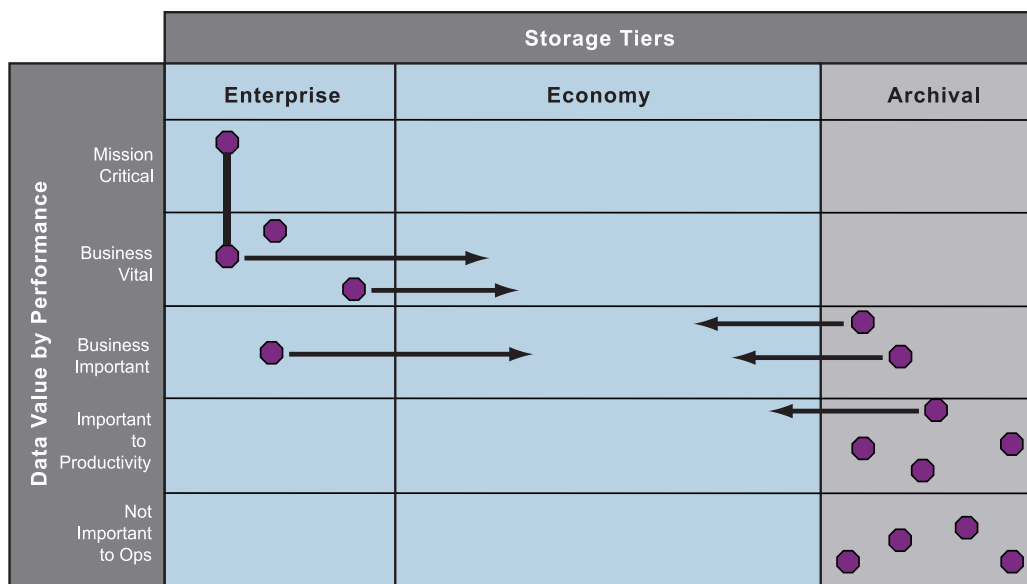 Storage Tiers
Enterprise
Economy
Archival
Data Value by Performance
Mission
Critical
Business
Vital
Business
Important
Important
to
Productivity
Not
Important
to Ops